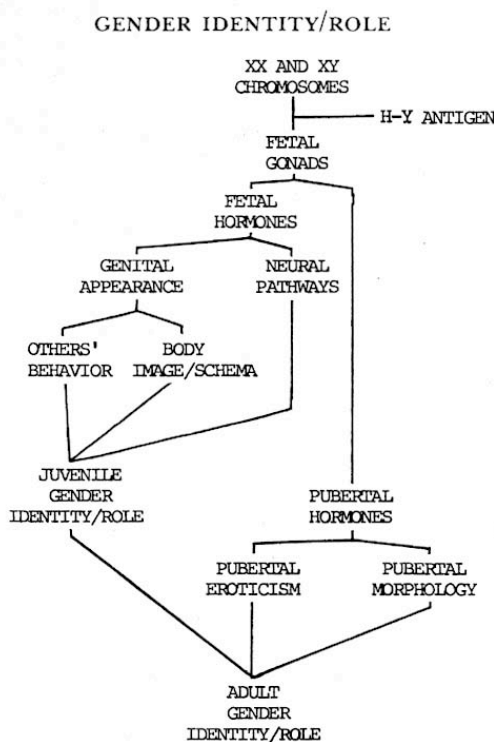 GENDER IDENTITY/ROLE
XX AND XY
CHROMOSOMES
H-Y ANTIGEN
FETAL
GONADS
FETAL
HORMONES
GENITAL
APPEARANCE
NEURAL
PATHWAYS
OTHERS'
BEHAVIOR
BODY
IMAGE/SCHEMA
JUVENILE
GENDER
IDENTITY/ROLE
PUBERTAL
HORMONES
PUBERTAL
EROTICISM
PUBERTAL
MORPHOLOGY
ADULT
GENDER
IDENTITY/ROLE